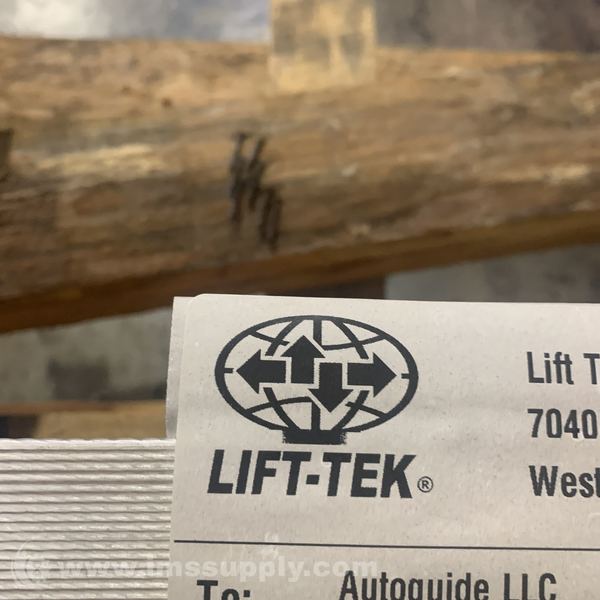 LIFT-TEK®
Lift T
7040
West
To:
Autoguide LLC
www.imssupply.com